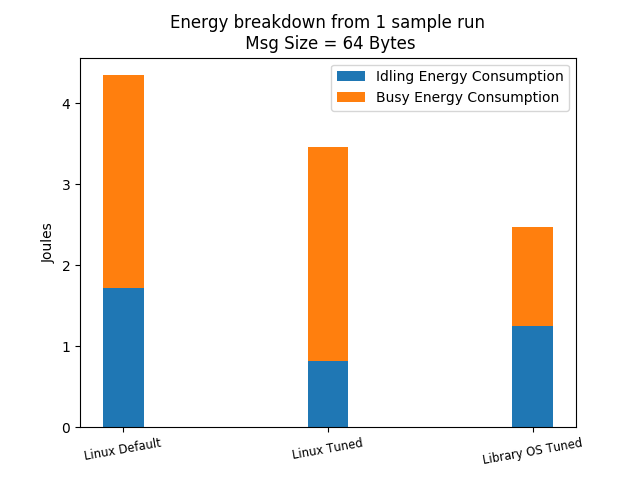 Energy breakdown from 1 sample run
Msg Size = 64 Bytes
Idling Energy Consumption
Busy Energy Consumption
Joules
4
3
2
1
0
Linux Default
Linux Tuned
Library OS Tuned